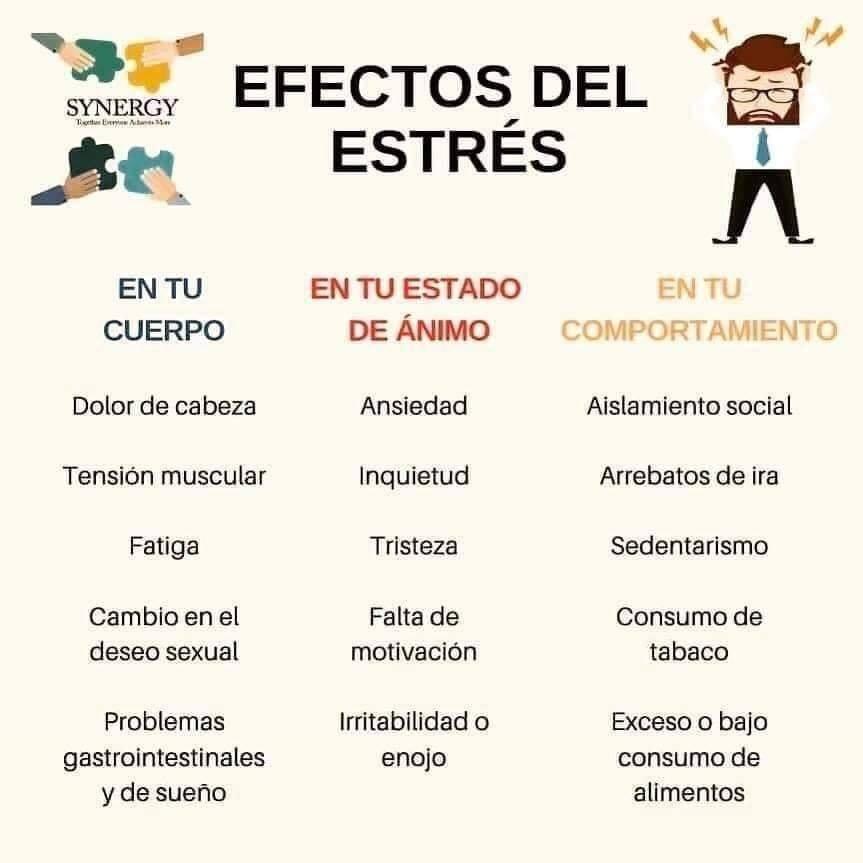 SYNERGY
Together Everyone Achieves More
EFECTOS DEL
ESTRÉS
EN TU
CUERPO
Dolor de cabeza
Tensión muscular
Fatiga
Cambio en el
deseo sexual
Problemas
gastrointestinales
y de sueño
EN TU ESTADO
DE ÁNIMO
Ansiedad
Inquietud
Tristeza
Falta de
motivación
Irritabilidad o
enojo
EN TU
COMPORTAMIENTO
Aislamiento social
Arrebatos de ira
Sedentarismo
Consumo de
tabaco
Exceso o bajo
consumo de
alimentos